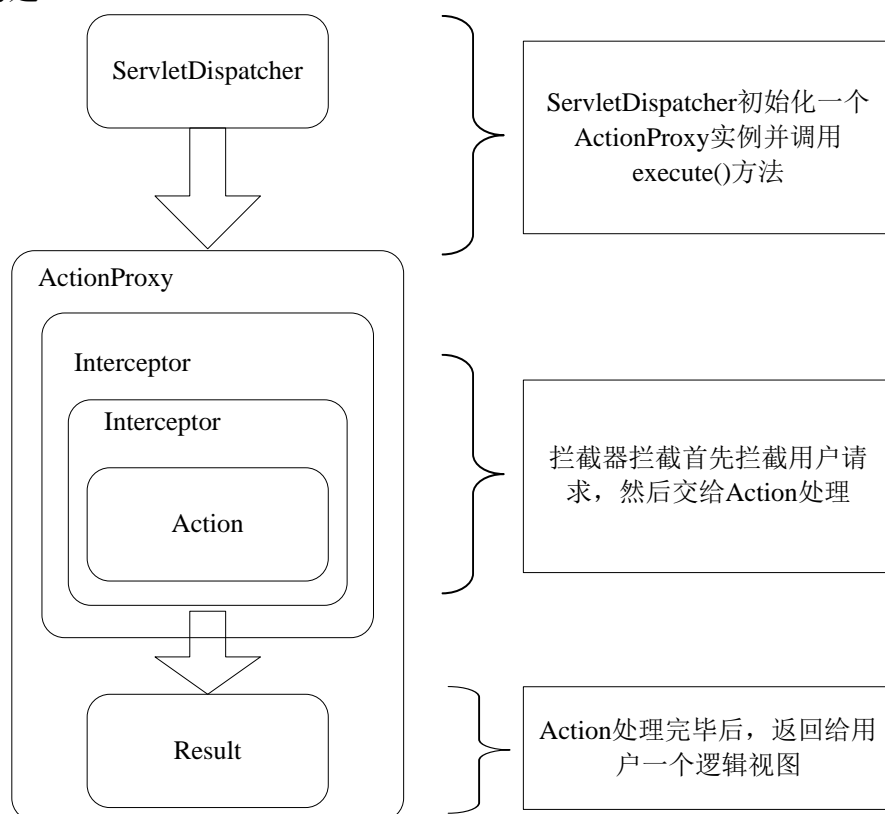 ServletDispatcher
ServletDispatcher初始化一个
ActionProxy实例并调用
execute()方法
ActionProxy
Interceptor
Interceptor
Action
拦截器拦截首先拦截用户请
求，然后交给Action处理
Result
Action处理完毕后，返回给用
户一个逻辑视图